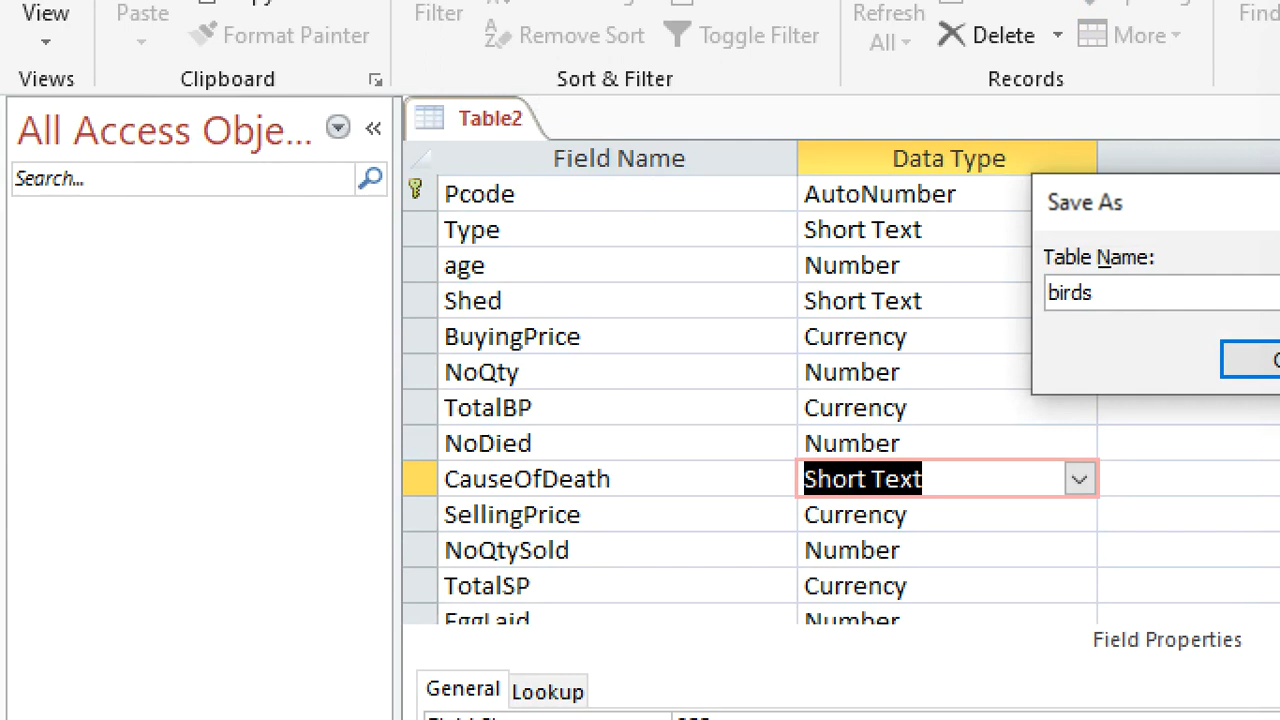 View
Paste
Filter
Refresh
Format Painter
Remove Sort
Toggle Filter
All
Delete
More
Find
Views
Clipboard
Sort & Filter
Records
All Access Obje...
Table2
Search...
Field Name Data Type
Pcode AutoNumber
Type Short Text
age Number
Shed Short Text
BuyingPrice Currency
NoQty Number
TotalBP Currency
NoDied Number
CauseOfDeath Short Text
SellingPrice Currency
NoQtySold Number
TotalSP Currency
EggLaid Number
Save As
Table Name:
birds
Field Properties
General Lookup